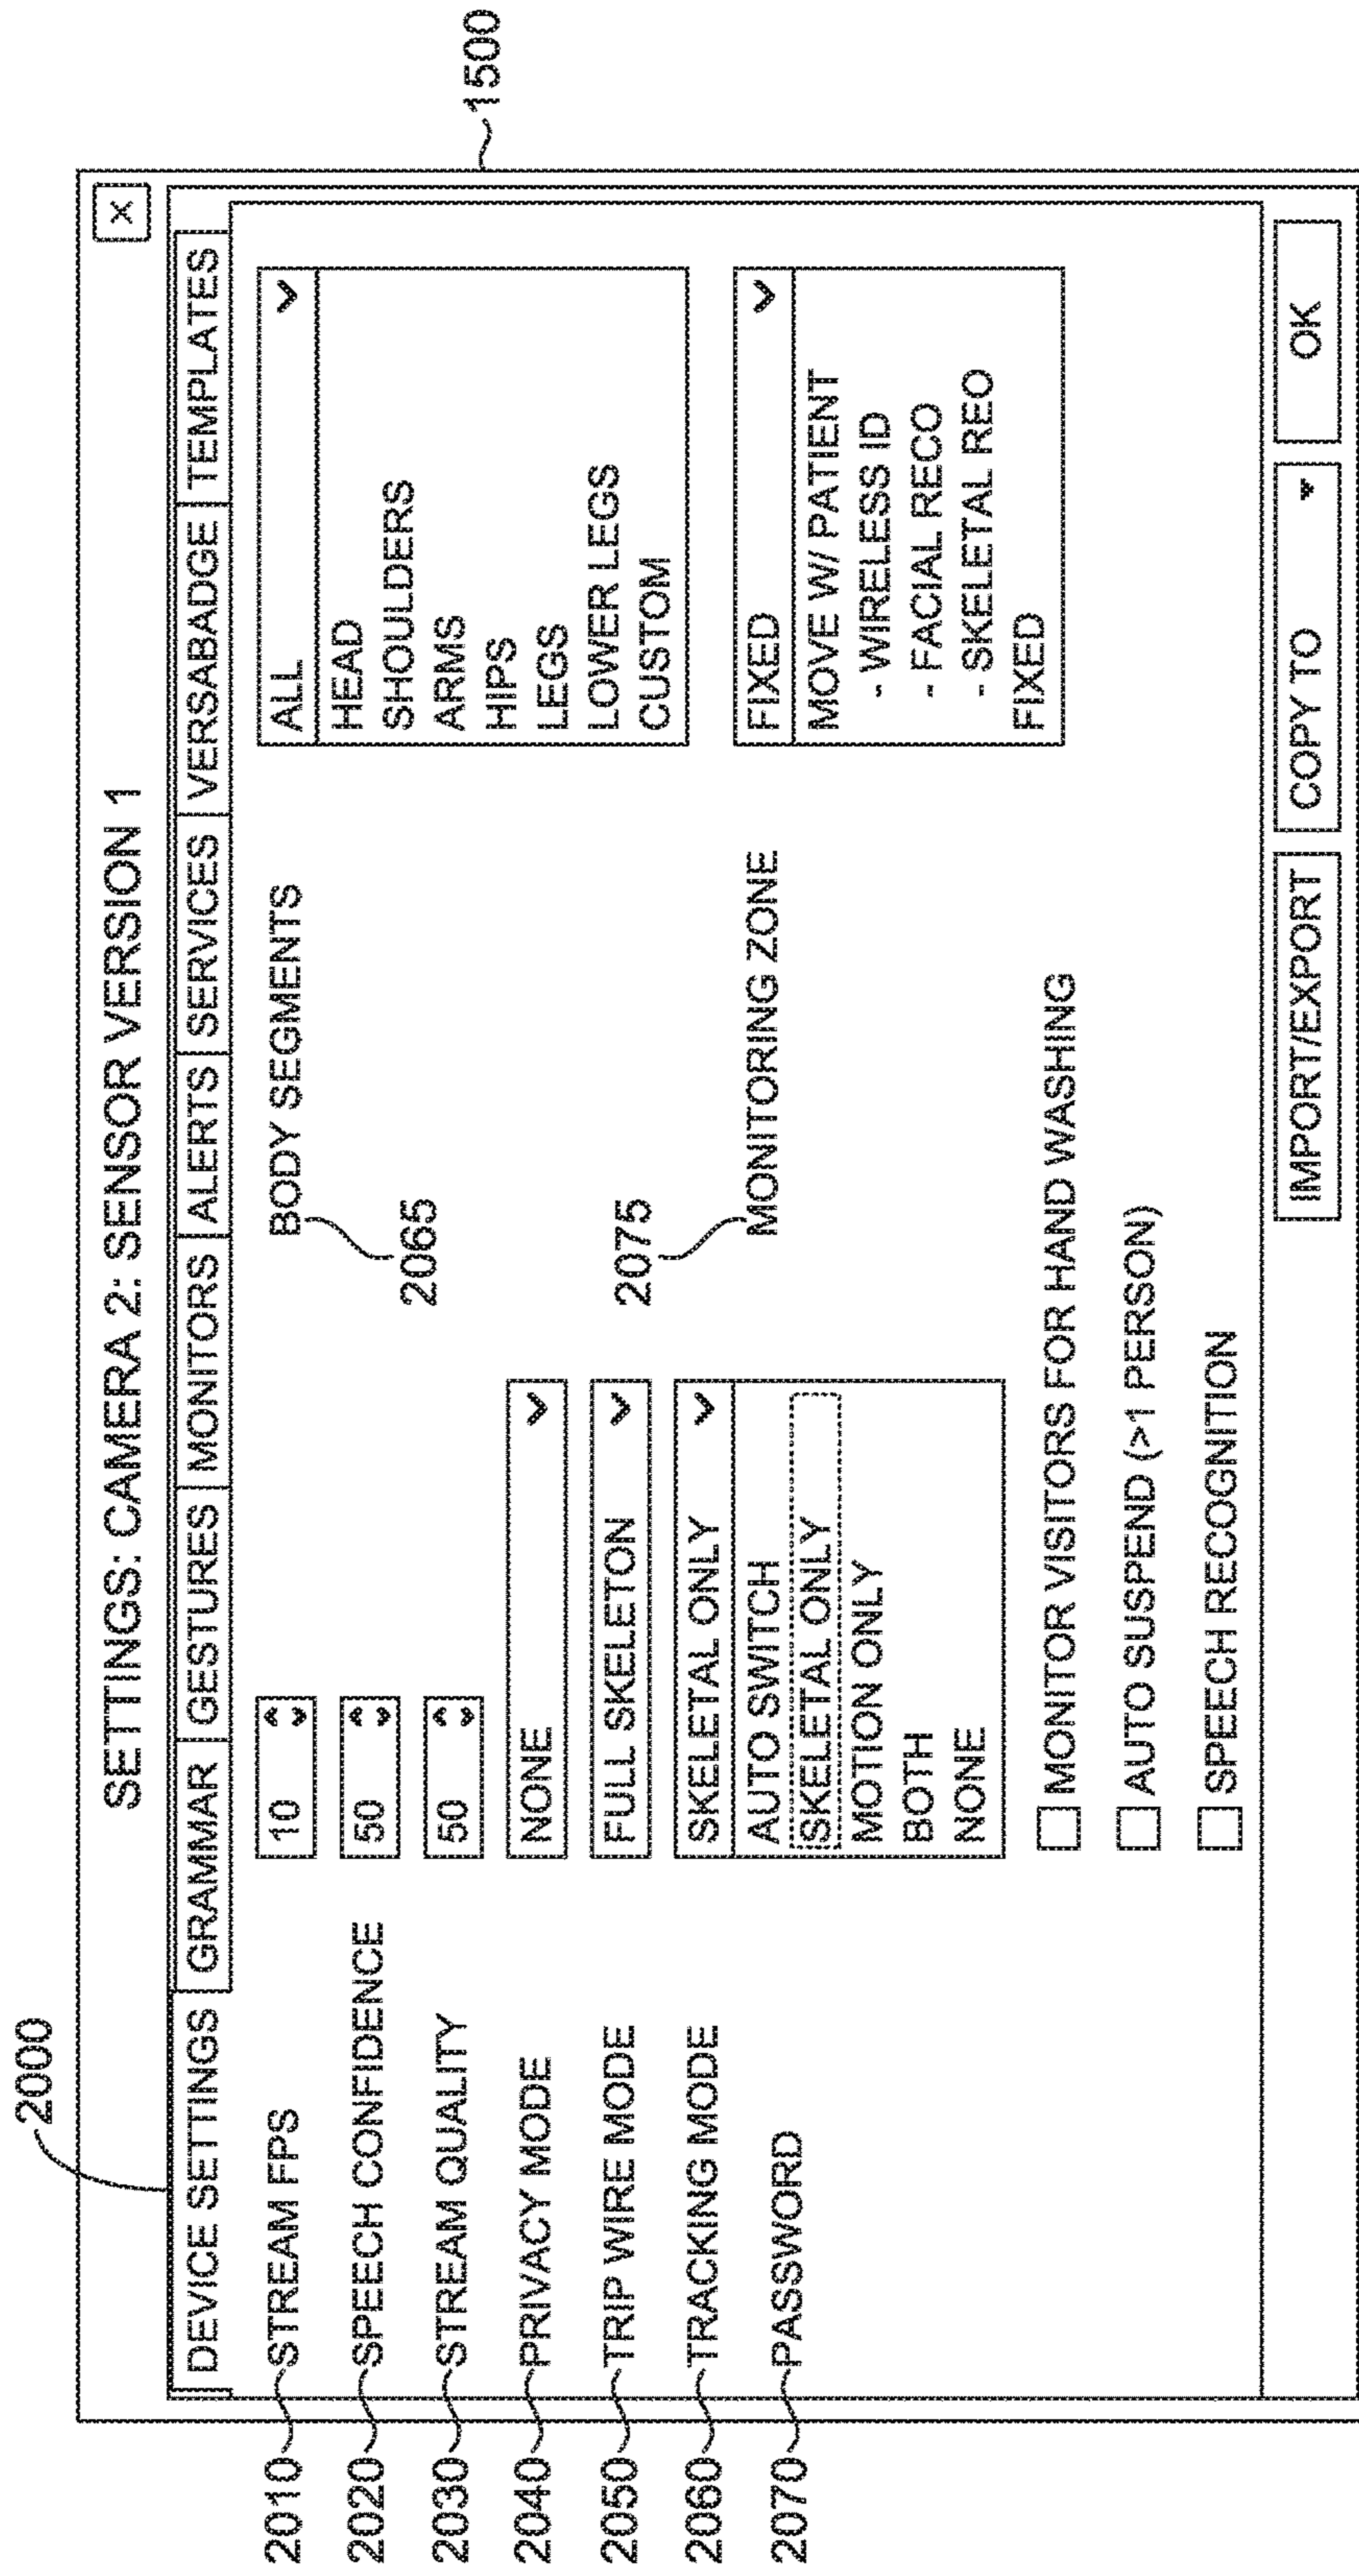 2000
SETTINGS: CAMERA 2: SENSOR VERSION 1
X
1500
DEVICE SETTINGS GRAMMAR GESTURES MONITORS ALERTS SERVICES VERSABADGE TEMPLATES
2010 STREAM FPS 10
2020 SPEECH CONFIDENCE 50
2030 STREAM QUALITY 50
2040 PRIVACY MODE NONE
2050 TRIP WIRE MODE FULL SKELETON
2060 TRACKING MODE SKELETAL ONLY
AUTO SWITCH
SKELETAL ONLY
MOTION ONLY
BOTH
NONE
2070 PASSWORD
BODY SEGMENTS
2065
ALL
HEAD
SHOULDERS
ARMS
HIPS
LEGS
LOWER LEGS
CUSTOM
2075
MONITORING ZONE
FIXED
MOVE W/ PATIENT
- WIRELESS ID
- FACIAL RECO
- SKELETAL REO
FIXED
MONITOR VISITORS FOR HAND WASHING
AUTO SUSPEND (>1 PERSON)
SPEECH RECOGNITION
IMPORT/EXPORT COPY TO OK